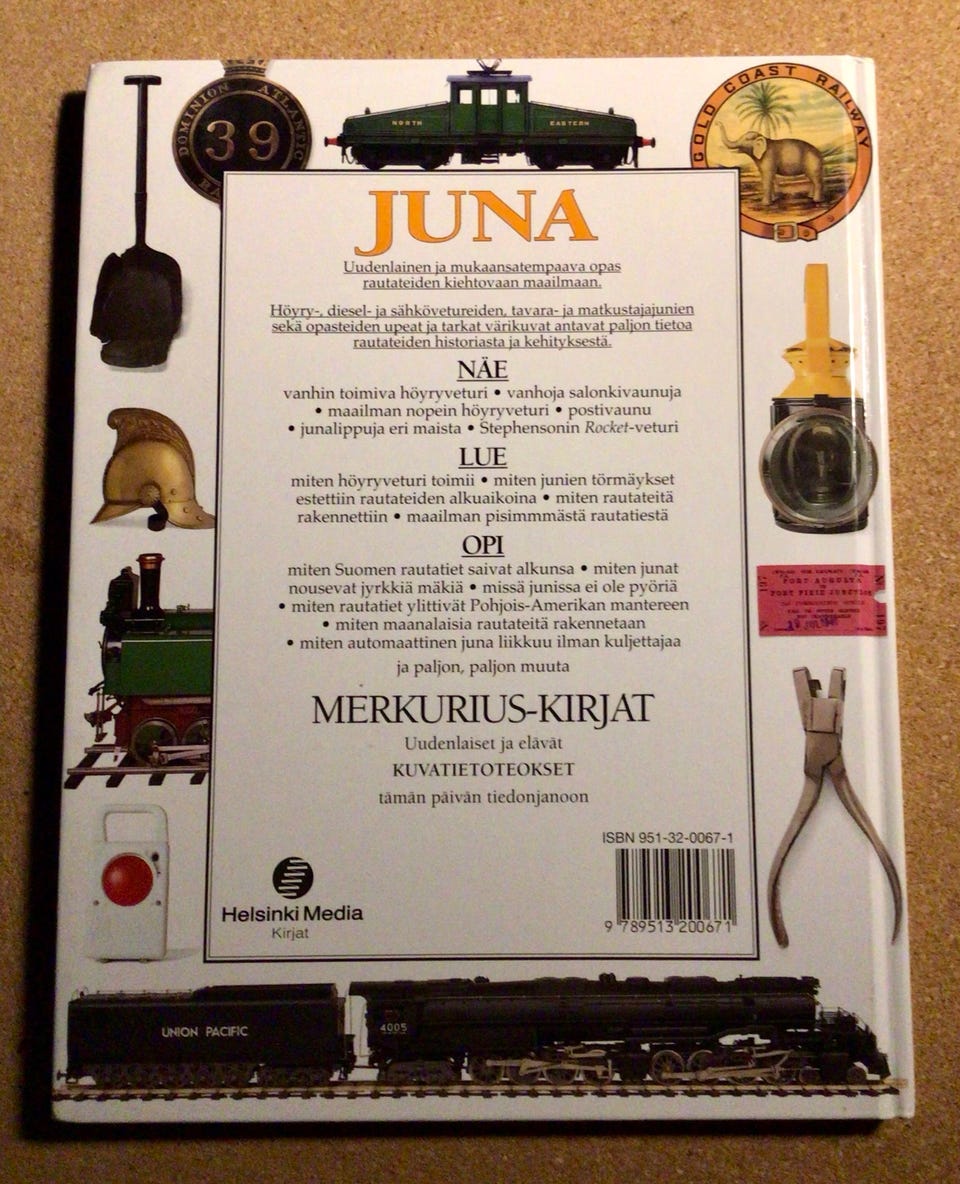 DOMINION ATLANTIC
39
NORTH EASTERN
GOLD COAST RAILWAY
JUNA
Uudenlainen ja mukaansatempaava opas
rautateiden kiehtovaan maailmaan.
Höyry-, diesel- ja sähkövetureiden, tavara- ja matkustajajunien
sekä opasteiden upeat ja tarkat värikuvat antavat paljon tietoa
rautateiden historiasta ja kehityksestä.
NÄE
vanhin toimiva höyryveturi • vanhoja salonkivaunuja
• maailman nopein höyryveturi • postivaunu
• junalippuja eri maista • Stephensonin Rocket-veturi
LUE
miten höyryveturi toimii • miten junien törmäykset
estettiin rautateiden alkuaikoina • miten rautateitä
rakennettiin • maailman pisimmmästä rautatiestä
OPI
miten Suomen rautatiet saivat alkunsa • miten junat
nousevat jyrkkiä mäkiä • missä junissa ei ole pyöriä
• miten rautatiet ylittivät Pohjois-Amerikan mantereen
• miten maanalaisia rautateitä rakennetaan
• miten automaattinen juna liikkuu ilman kuljettajaa
ja paljon, paljon muuta
PORT AUGUSTA
PORT PIRIE JUNCTION
MERKURIUS-KIRJAT
Uudenlaiset ja elävät
KUVATIETOTEOKSET
tämän päivän tiedonjanoon
ISBN 951-32-0067-1
9 789513 200671
Helsinki Media
Kirjat
UNION PACIFIC
4005